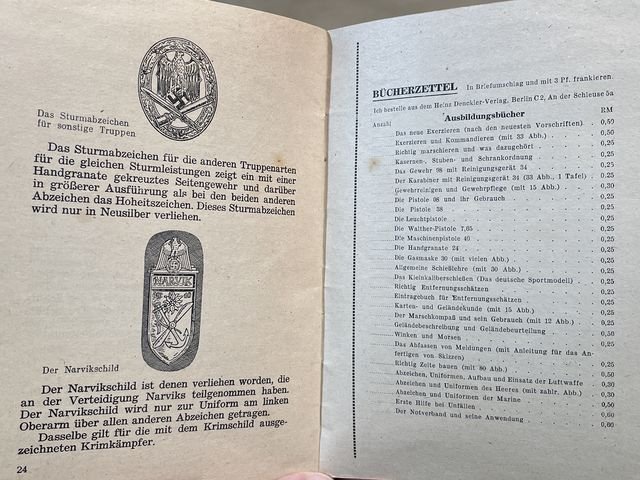 Das Sturmabzeichen
für sonstige Truppen
Das Sturmabzeichen für die anderen Truppenarten
für die gleichen Sturmleistungen zeigt ein mit einer
Handgranate gekreuztes Seitengewehr und darüber
in größerer Ausführung als bei den beiden anderen
Abzeichen das Hoheitszeichen. Dieses Sturmabzeichen
wird nur in Neusilber verliehen.
NARVIK
Der Narvikschild
Der Narvikschild ist denen verliehen worden, die
an der Verteidigung Narviks teilgenommen haben.
Der Narvikschild wird nur zur Uniform am linken
Oberarm über allen anderen Abzeichen getragen.
Dasselbe gilt für die mit dem Krimschild ausge-
zeichneten Krimkämpfer.
24
BÜCHERZETTEL In Briefumschlag und mit 3 Pf. frankieren.
Ich bestelle aus dem Heinz Denckler-Verlag, Berlin C 2, An der Schleuse 5a
Anzahl Ausbildungsbücher RM
Das neue Exerzieren (nach den neuesten Vorschriften) . 0,50
Exerzieren und Kommandieren (mit 33 Abb.) . . 0,50
Richtig marschieren und was dazugehört . . 0,25
Kasernen-, Stuben- und Schrankordnung . . 0,25
Das Gewehr 98 mit Reinigungsgerät 34 . . 0,25
Der Karabiner mit Reinigungsgerät 34 (33 Abb., 1 Tafel) . 0,25
Gewehrreinigen und Gewehrpflege (mit 15 Abb.) . . 0,30
Die Pistole 08 und ihr Gebrauch . . 0,25
Die Pistole 38 . . 0,25
Die Leuchtpistole . . 0,25
Die Walther-Pistole 7,65 . . 0,25
Die Maschinenpistole 40 . . 0,25
Die Handgranate 24 . . 0,25
Die Gasmaske 30 (mit vielen Abb.) . . 0,25
Allgemeine Schießlehre (mit 30 Abb.) . . 0,25
Das Kleinkaliberschießen (Das deutsche Sportmodell) . 0,25
Richtig Entfernungsschätzen . . 0,25
Eintragebuch für Entfernungsschätzen . . 0,25
Karten- und Geländekunde (mit 15 Abb.) . . 0,25
Der Marschkompaß und sein Gebrauch (mit 12 Abb.) . . 0,25
Geländebeschreibung und Geländebeurteilung . . 0,50
Winken und Morsen
Das Abfassen von Meldungen (mit Anleitung für das An-
fertigen von Skizzen) . . 0,25
Richtig Zelte bauen (mit 80 Abb.) . . 0,50
Abzeichen, Uniformen, Aufbau und Einsatz der Luftwaffe 0,30
Abzeichen und Uniformen des Heeres (mit zahlr. Abb.) 0,30
Abzeichen und Uniformen der Marine . . 0,50
Erste Hilfe bei Unfällen . . 0,60
Der Notverband und seine Anwendung . . 0,60